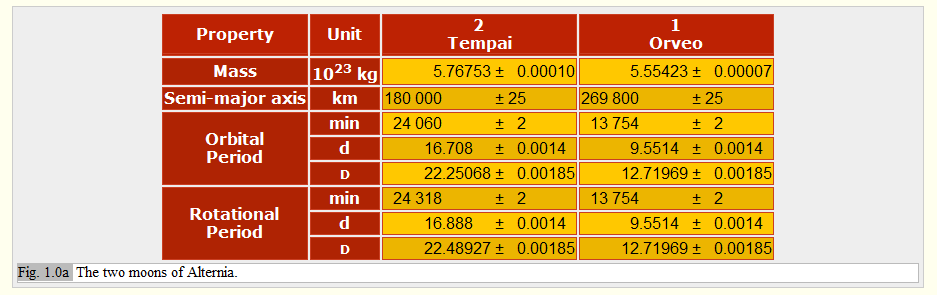 Property Unit 2 Tempai 1 Orveo
Mass 10²³ kg 5.76753 ± 0.00010 5.55423 ± 0.00007
Semi-major axis km 180 000 ± 25 269 800 ± 25
Orbital Period min 24 060 ± 2 13 754 ± 2
d 16.708 ± 0.0014 9.5514 ± 0.0014
D 22.25068 ± 0.00185 12.71969 ± 0.00185
Rotational Period min 24 318 ± 2 13 754 ± 2
d 16.888 ± 0.0014 9.5514 ± 0.0014
D 22.48927 ± 0.00185 12.71969 ± 0.00185
Fig. 1.0a The two moons of Alternia.